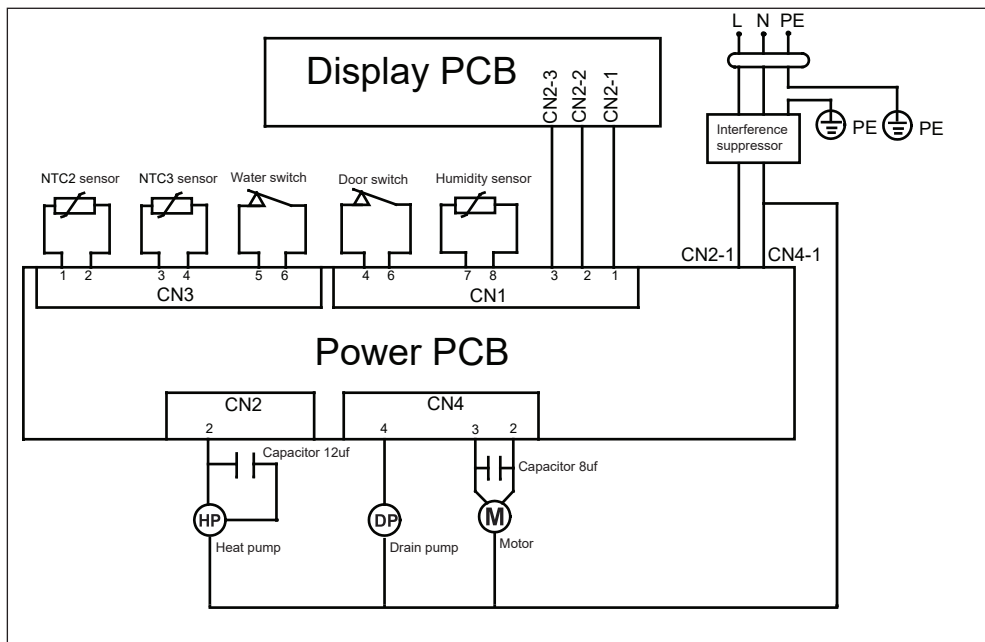 L N PE
Display PCB
CN2-3
CN2-2
CN2-1
Interference
suppressor
PE
PE
NTC2 sensor
NTC3 sensor
Water switch
Door switch
Humidity sensor
CN2-1
CN4-1
1 2 3 4 5 6 4 6 7 8 3 2 1
CN3
CN1
Power PCB
CN2
CN4
2 4 3 2
Capacitor 12uf
Capacitor 8uf
HP
DP
M
Heat pump
Drain pump
Motor